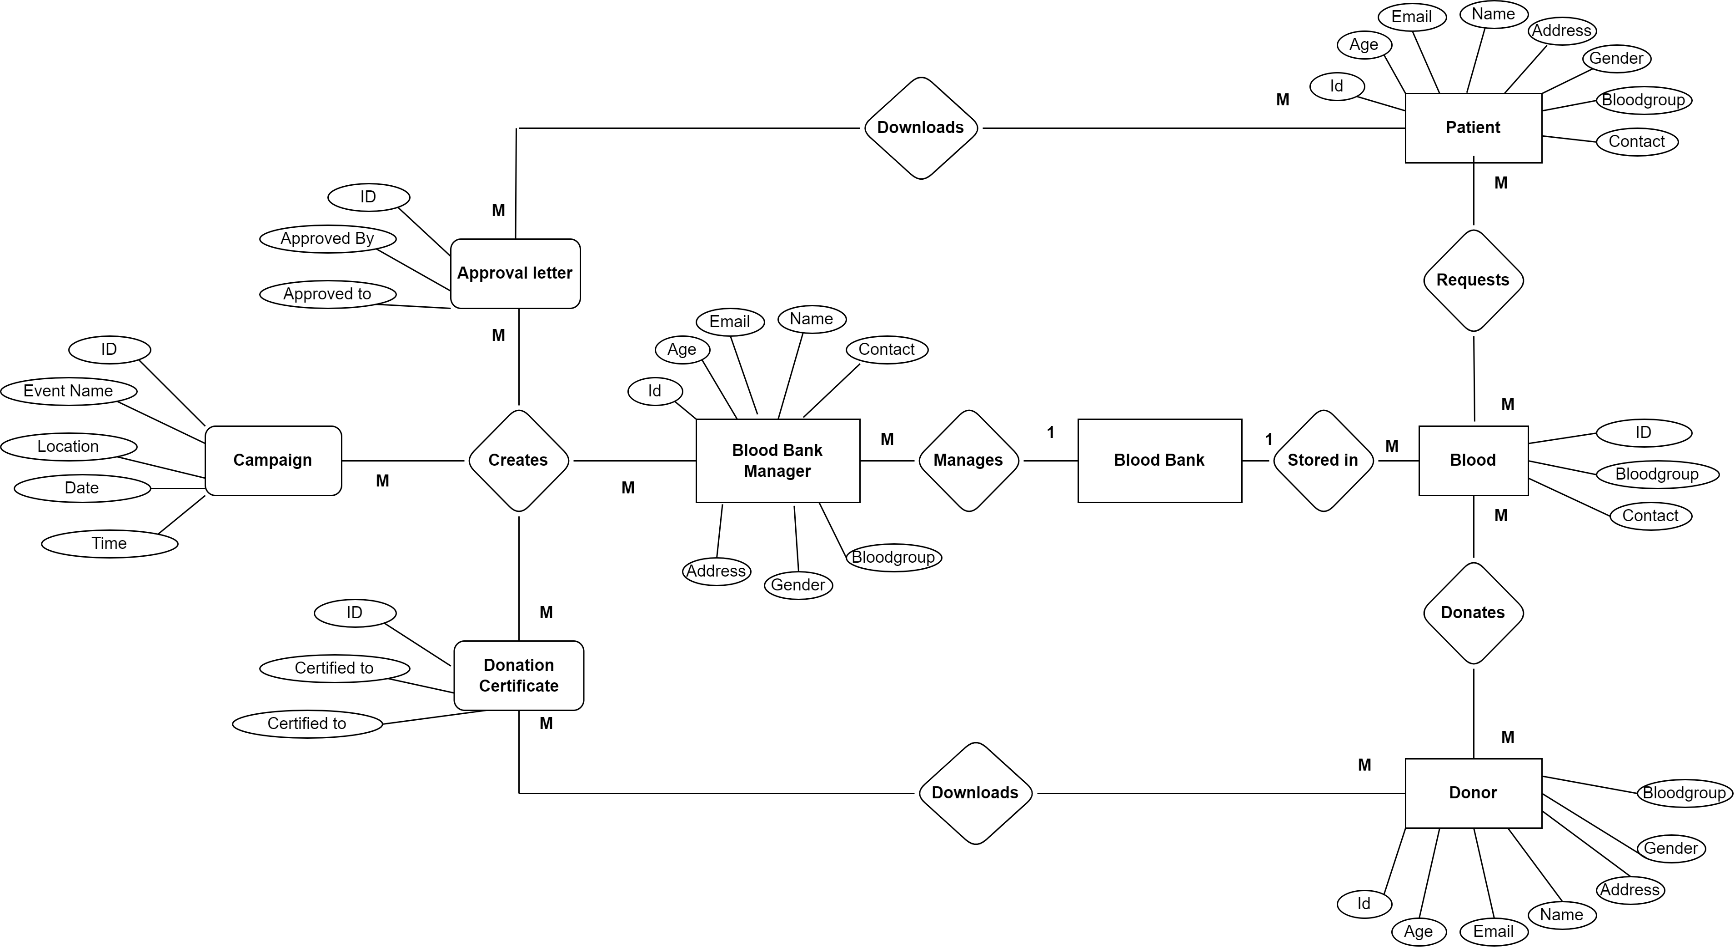 Email
Name
Address
Age
Gender
Id
Bloodgroup
M
Downloads
Patient
Contact
M
ID
M
Approval letter
Approved By
Approved to
Requests
M
Email
Name
Age
Contact
Id
ID
Event Name
Location
Date
Time
Campaign
M
Creates
M
Blood Bank
Manager
M
Manages
1
Blood Bank
1
Stored in
M
M
Blood
ID
Bloodgroup
Contact
M
Address
Gender
Bloodgroup
Donates
M
ID
Certified to
Certified to
Donation
Certificate
M
M
M
Downloads
Donor
Bloodgroup
Gender
Address
Id
Name
Age
Email